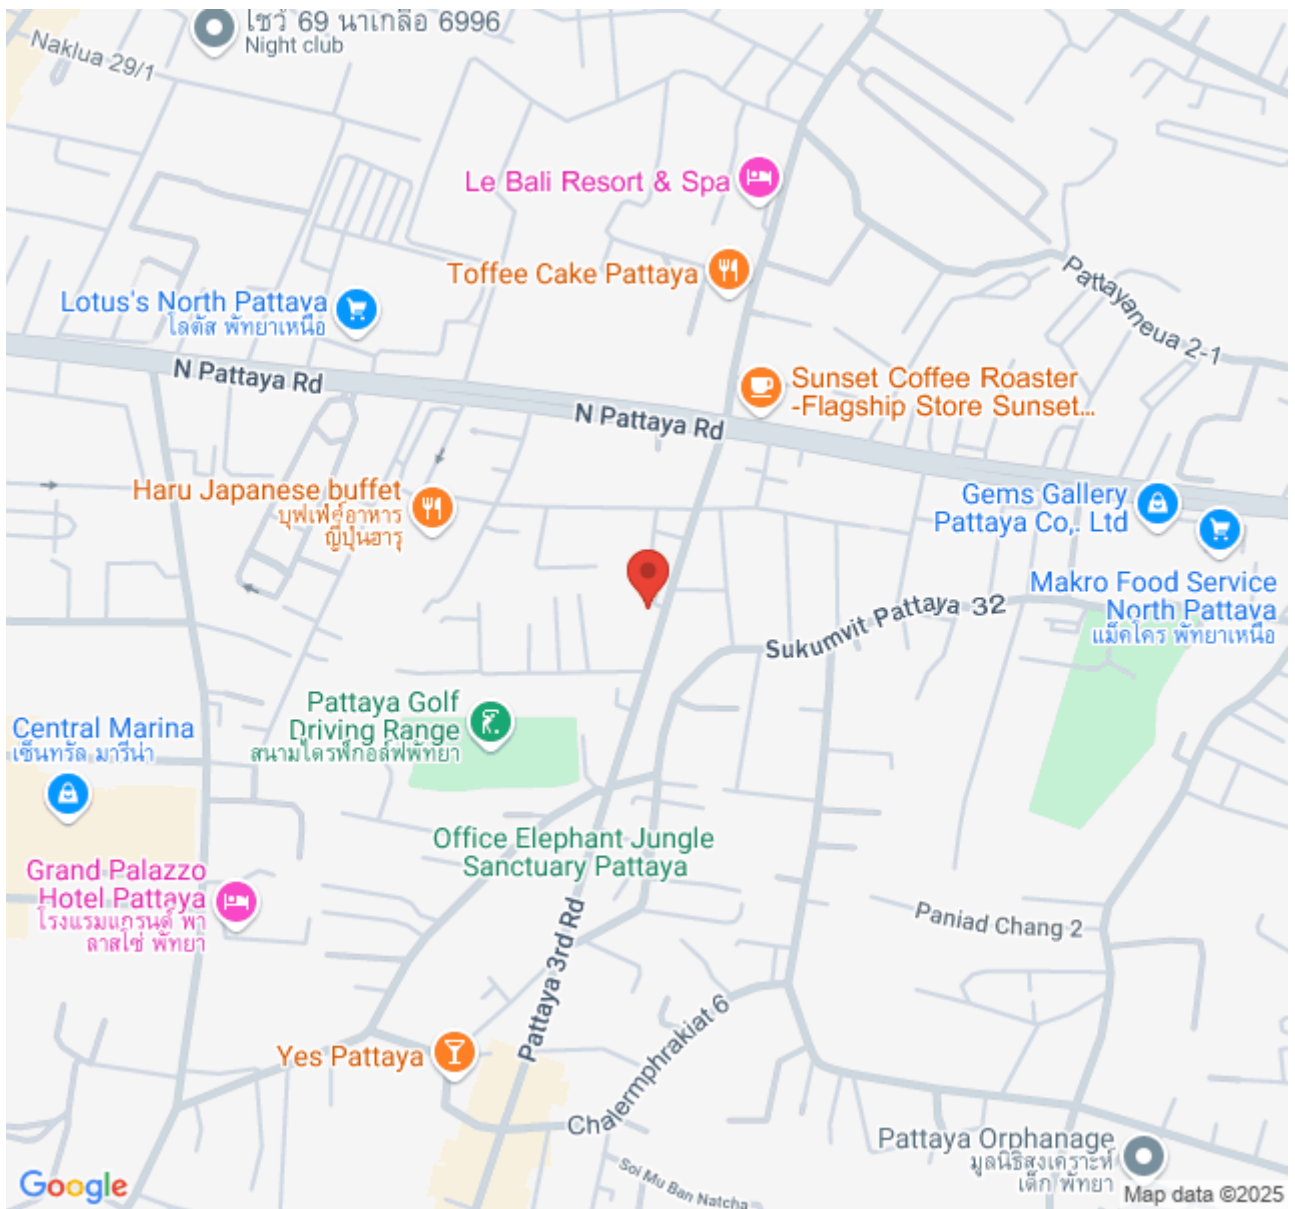 โชว์ 69 นาเกลือ 6996
Night club
Naklua 29/1
Le Bali Resort & Spa
Toffee Cake Pattaya
Pattayaneua 2-1
Lotus's North Pattaya
โลตัส พัทยาเหนือ
N Pattaya Rd
Sunset Coffee Roaster
-Flagship Store Sunset...
N Pattaya Rd
Haru Japanese buffet
บุฟเฟ่ต์อาหาร
ญี่ปุ่นฮารุ
Gems Gallery
Pattaya Co,. Ltd
Makro Food Service
North Pattaya
แม็คโคร พัทยาเหนือ
Sukumvit Pattaya 32
Pattaya Golf
Driving Range
สนามไดรฟ์กอล์ฟพัทยา
Central Marina
เซ็นทรัล มารีน่า
Office Elephant Jungle
Sanctuary Pattaya
Grand Palazzo
Hotel Pattaya
โรงแรมแกรนด์ พา
ลาสโซ่ พัทยา
Paniad Chang 2
Pattaya 3rd Rd
Yes Pattaya
Chalermphrakiat 6
Pattaya Orphanage
มูลนิธิสงเคราะห์
เด็ก พัทยา
Soi Mu Ban Natcha
Google
Map data ©2025